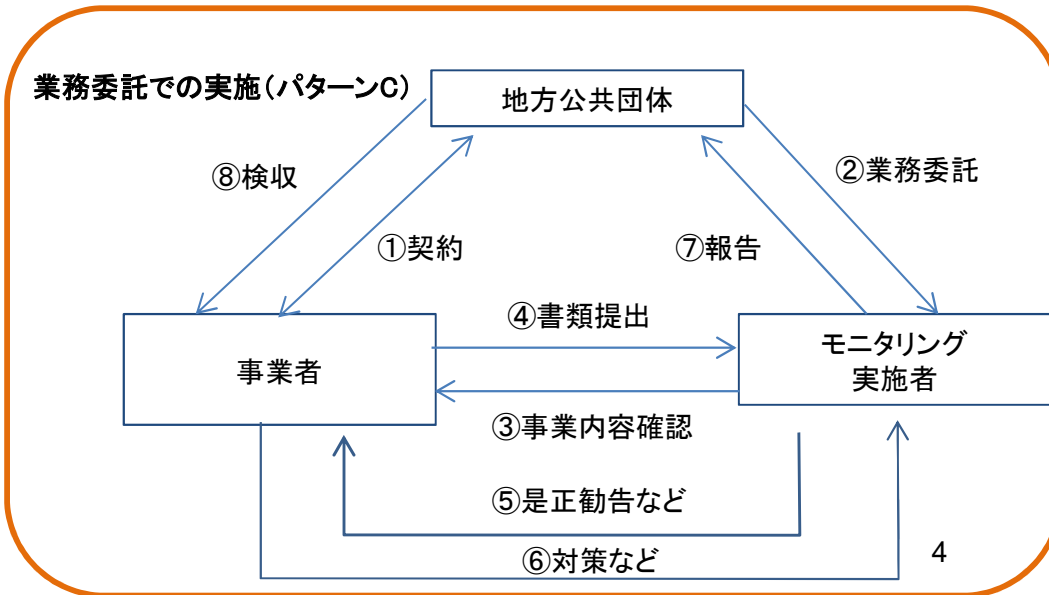 業務委託での実施（パターンC）
地方公共団体
⑧検収
②業務委託
①契約
⑦報告
④書類提出
事業者
モニタリング
実施者
③事業内容確認
⑤是正勧告など
⑥対策など
4